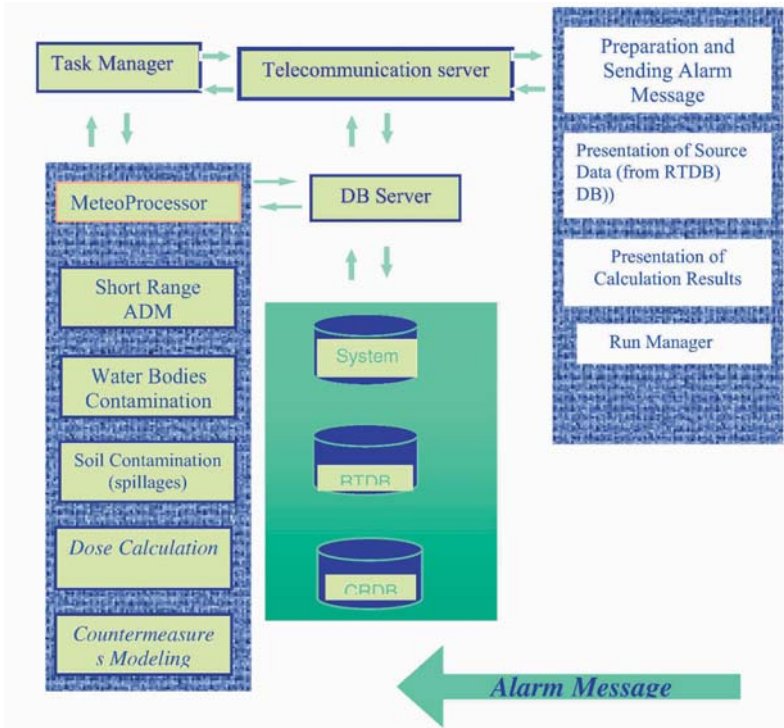 Task Manager
Telecommunication server
Preparation and
Sending Alarm
Message
Presentation of Source
Data (from RTDB)
DB))
Presentation of
Calculation Results
Run Manager
MeteoProcessor
DB Server
Short Range
ADM
Water Bodies
Contamination
Soil Contamination
(spillages)
Dose Calculation
Countermeasure
s Modeling
System
RTDB
CRDB
Alarm Message